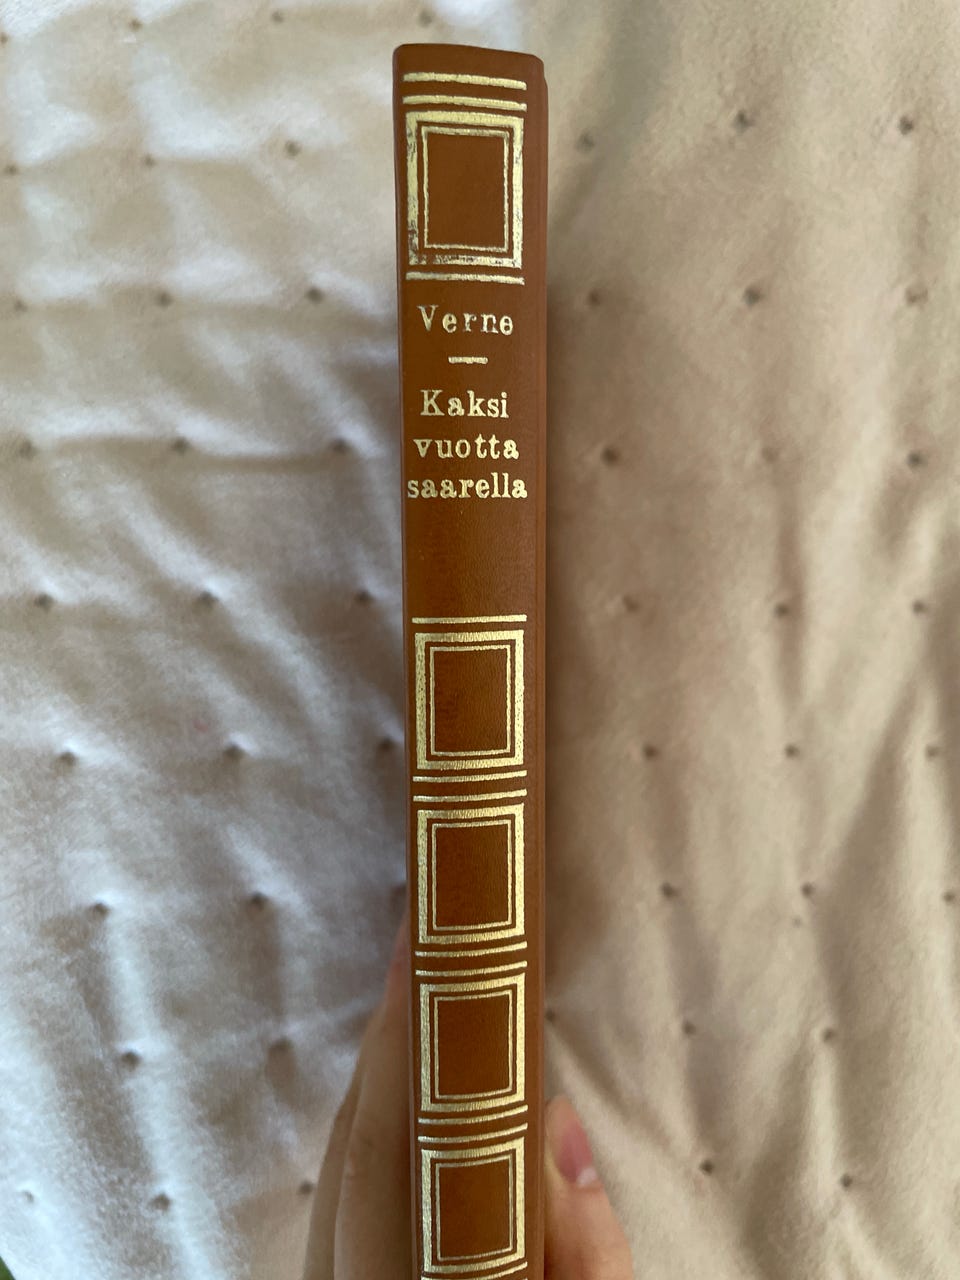 Verne
Kaksi
vuotta
saarella